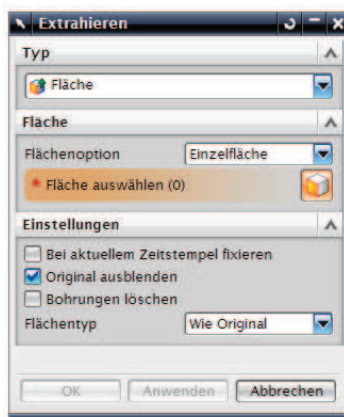 Extrahieren
Typ
Fläche
Fläche
Flächenoption Einzelfläche
* Fläche auswählen (0)
Einstellungen
Bei aktuellem Zeitstempel fixieren
Original ausblenden
Bohrungen löschen
Flächentyp Wie Original
OK Anwenden Abbrechen